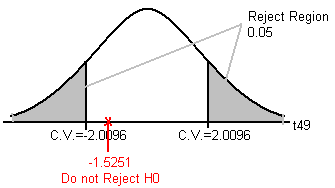 Reject Region
0.05
t49
C.V.=-2.0096
C.V.=2.0096
x
-1.5251
Do not Reject H0